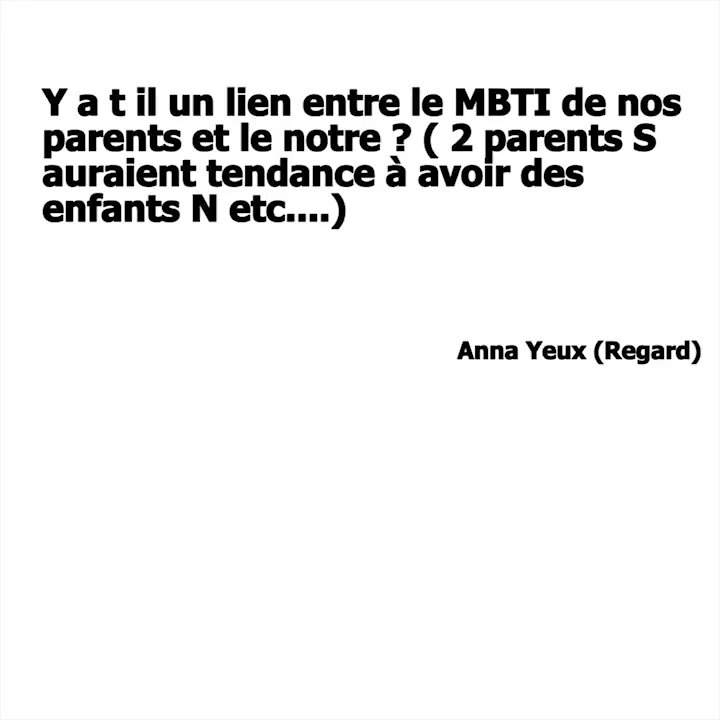 Y a t il un lien entre le MBTI de nos
parents et le notre ? ( 2 parents S
auraient tendance à avoir des
enfants N etc....)
Anna Yeux (Regard)